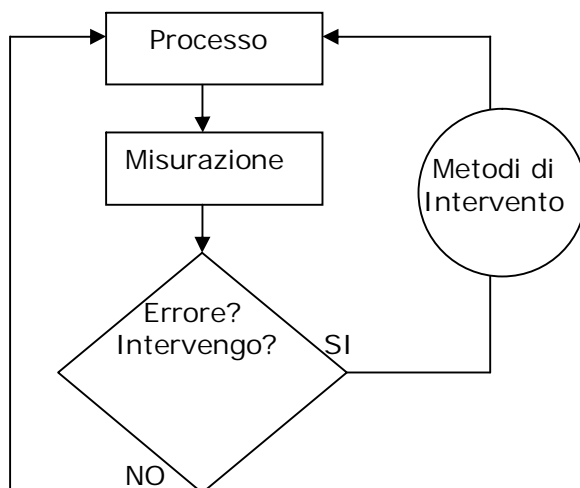 Processo
Misurazione
Metodi di
Intervento
Errore?
Intervengo?
SI
NO